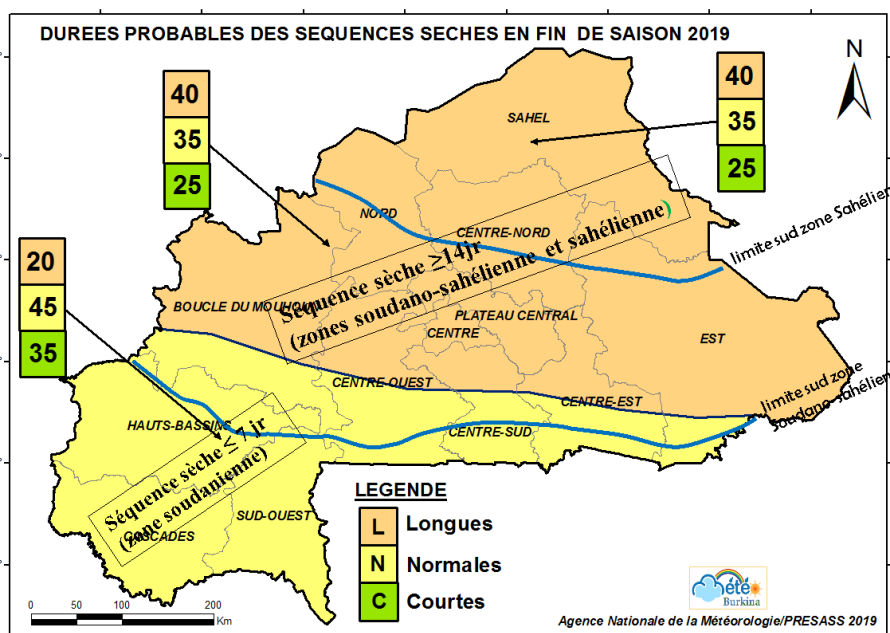 DUREES PROBABLES DES SEQUENCES SECHES EN FIN DE SAISON 2019
N
40
35
25
40
35
25
SAHEL
NORD
CENTRE-NORD
limite sud zone Sahélien
Séquence sèche ≥14jr
(zones soudano-sahélienne et sahélienne)
20
45
35
BOUCLE DU MOUHOUN
PLATEAU CENTRAL
CENTRE
EST
CENTRE-OUEST
CENTRE-EST
limite sud zone
soudano-sahélien
HAUTS-BASSINS
CENTRE-SUD
Séquence sèche ≤ 7 jr
(zone soudanienne)
SUD-OUEST
CASCADES
LEGENDE
L Longues
N Normales
C Courtes
0 50 100 200
Km
Météo
Burkina
Agence Nationale de la Météorologie/PRESASS 2019